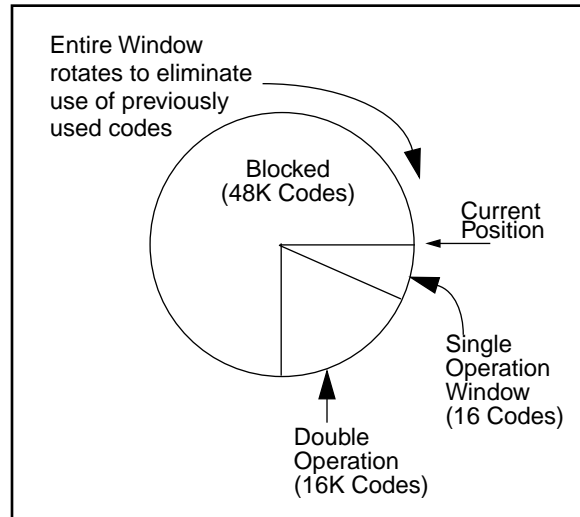 Entire Window
rotates to eliminate
use of previously
used codes
Blocked
(48K Codes)
Current
Position
Single
Operation
Window
(16 Codes)
Double
Operation
(16K Codes)